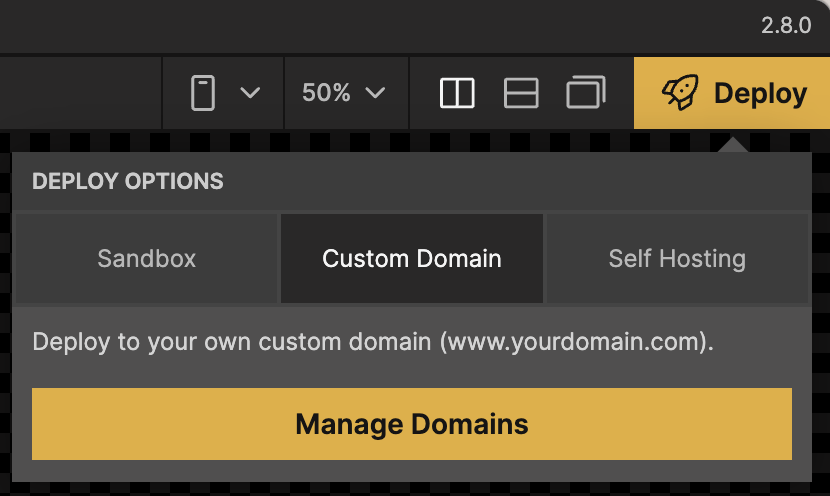 2.8.0
50%
Deploy
DEPLOY OPTIONS
Sandbox
Custom Domain
Self Hosting
Deploy to your own custom domain (www.yourdomain.com).
Manage Domains